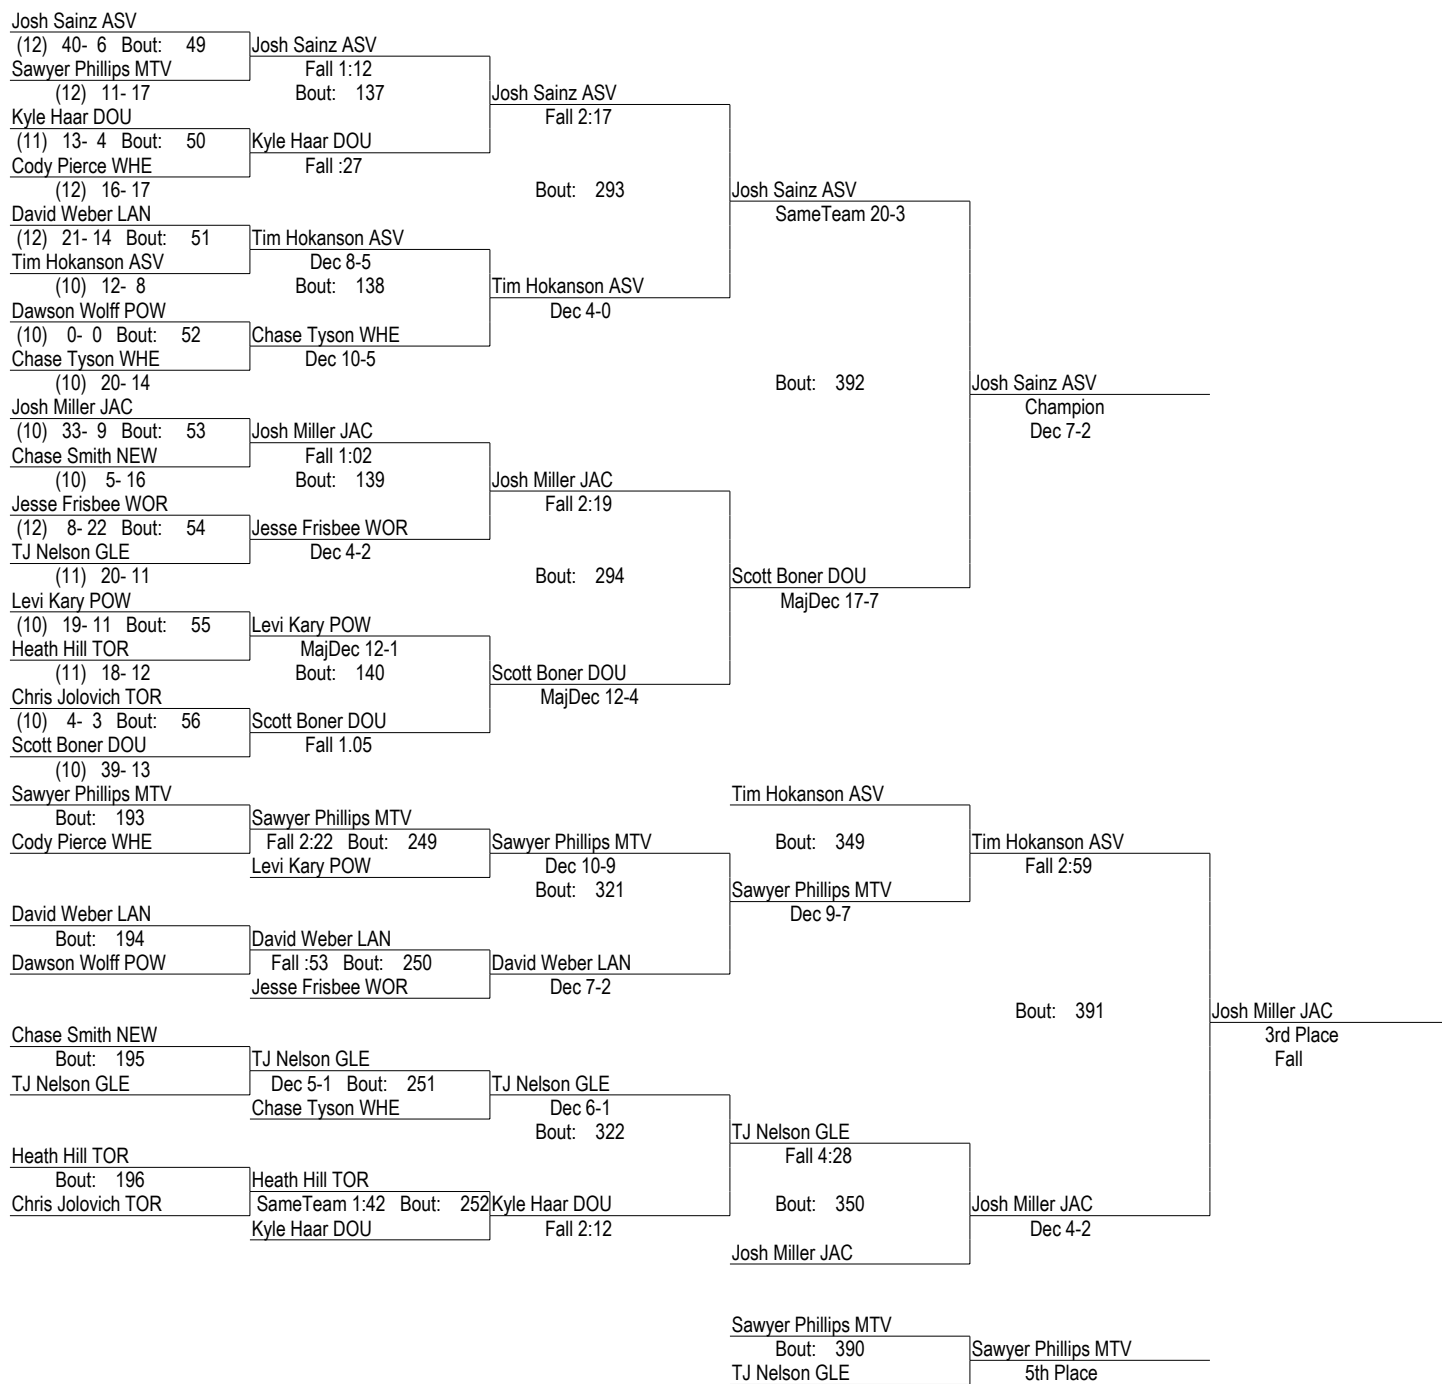 Josh Sainz ASV
(12) 40- 6 Bout: 49 Josh Sainz ASV
Sawyer Phillips MTV Fall 1:12
(12) 11- 17 Bout: 137 Josh Sainz ASV
Kyle Haar DOU Fall 2:17
(11) 13- 4 Bout: 50 Kyle Haar DOU
Cody Pierce WHE Fall :27
(12) 16- 17 Bout: 293 Josh Sainz ASV
David Weber LAN SameTeam 20-3
(12) 21- 14 Bout: 51 Tim Hokanson ASV
Tim Hokanson ASV Dec 8-5
(10) 12- 8 Bout: 138 Tim Hokanson ASV
Dawson Wolff POW Dec 4-0
(10) 0- 0 Bout: 52 Chase Tyson WHE
Chase Tyson WHE Dec 10-5
(10) 20- 14 Bout: 392 Josh Sainz ASV
Josh Miller JAC Champion
(10) 33- 9 Bout: 53 Josh Miller JAC Dec 7-2
Chase Smith NEW Fall 1:02
(10) 5- 16 Bout: 139 Josh Miller JAC
Jesse Frisbee WOR Fall 2:19
(12) 8- 22 Bout: 54 Jesse Frisbee WOR
TJ Nelson GLE Dec 4-2
(11) 20- 11 Bout: 294 Scott Boner DOU
Levi Kary POW MajDec 17-7
(10) 19- 11 Bout: 55 Levi Kary POW
Heath Hill TOR MajDec 12-1
(11) 18- 12 Bout: 140 Scott Boner DOU
Chris Jolovich TOR MajDec 12-4
(10) 4- 3 Bout: 56 Scott Boner DOU
Scott Boner DOU Fall 1.05
(10) 39- 13
Sawyer Phillips MTV Tim Hokanson ASV
Bout: 193 Sawyer Phillips MTV
Cody Pierce WHE Fall 2:22 Bout: 249 Sawyer Phillips MTV Bout: 349 Tim Hokanson ASV
Levi Kary POW Dec 10-9 Fall 2:59
Bout: 321 Sawyer Phillips MTV
David Weber LAN Dec 9-7
Bout: 194 David Weber LAN
Dawson Wolff POW Fall :53 Bout: 250 David Weber LAN
Jesse Frisbee WOR Dec 7-2
Bout: 391 Josh Miller JAC
Chase Smith NEW 3rd Place
Bout: 195 TJ Nelson GLE Fall
TJ Nelson GLE Dec 5-1 Bout: 251 TJ Nelson GLE
Chase Tyson WHE Dec 6-1
Bout: 322 TJ Nelson GLE
Heath Hill TOR Fall 4:28
Bout: 196 Heath Hill TOR
Chris Jolovich TOR SameTeam 1:42 Bout: 252 Kyle Haar DOU Bout: 350 Josh Miller JAC
Kyle Haar DOU Fall 2:12 Dec 4-2
Josh Miller JAC
Sawyer Phillips MTV
Bout: 390 Sawyer Phillips MTV
TJ Nelson GLE 5th Place